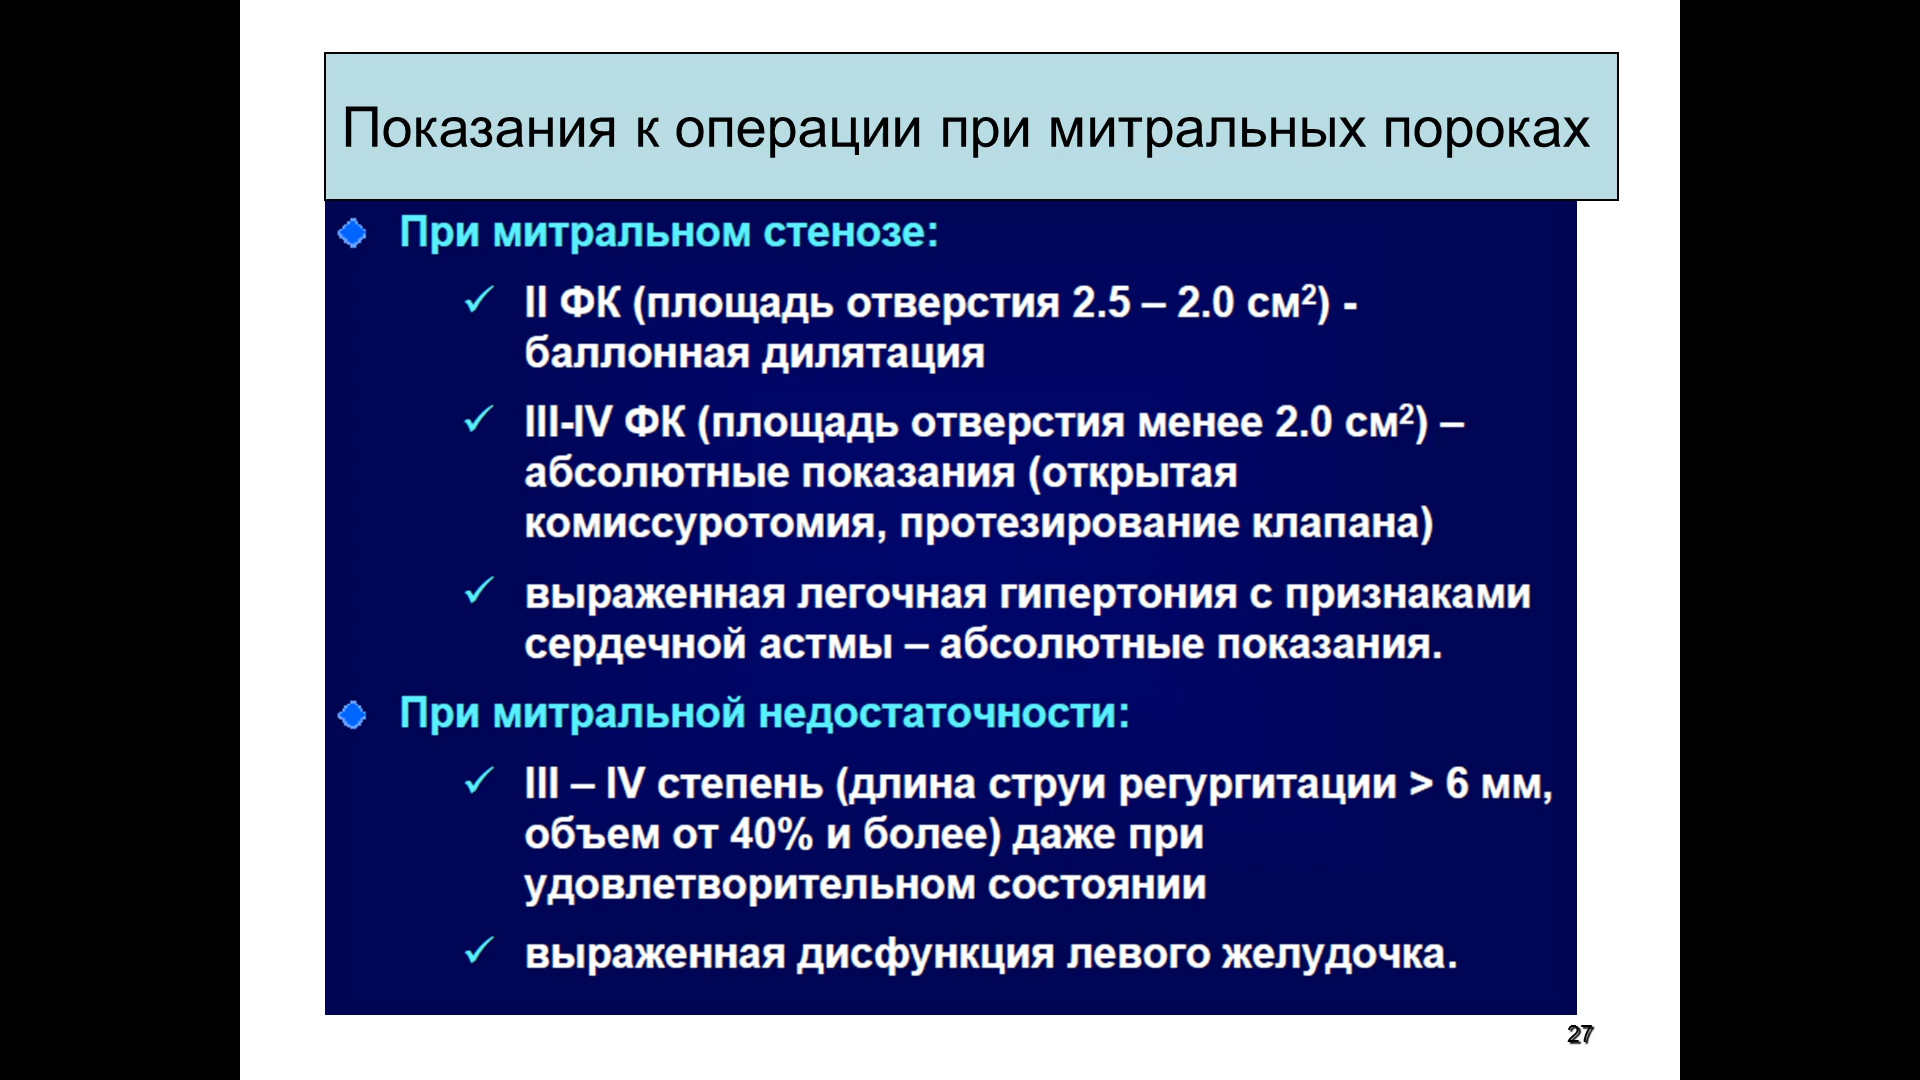 Показания к операции при митральных пороках
При митральном стенозе:
II ФК (площадь отверстия 2.5 – 2.0 см²) -
баллонная дилятация
III-IV ФК (площадь отверстия менее 2.0 см²) –
абсолютные показания (открытая
комиссуротомия, протезирование клапана)
выраженная легочная гипертония с признаками
сердечной астмы – абсолютные показания.
При митральной недостаточности:
III – IV степень (длина струи регургитации > 6 мм,
объем от 40% и более) даже при
удовлетворительном состоянии
выраженная дисфункция левого желудочка.
27